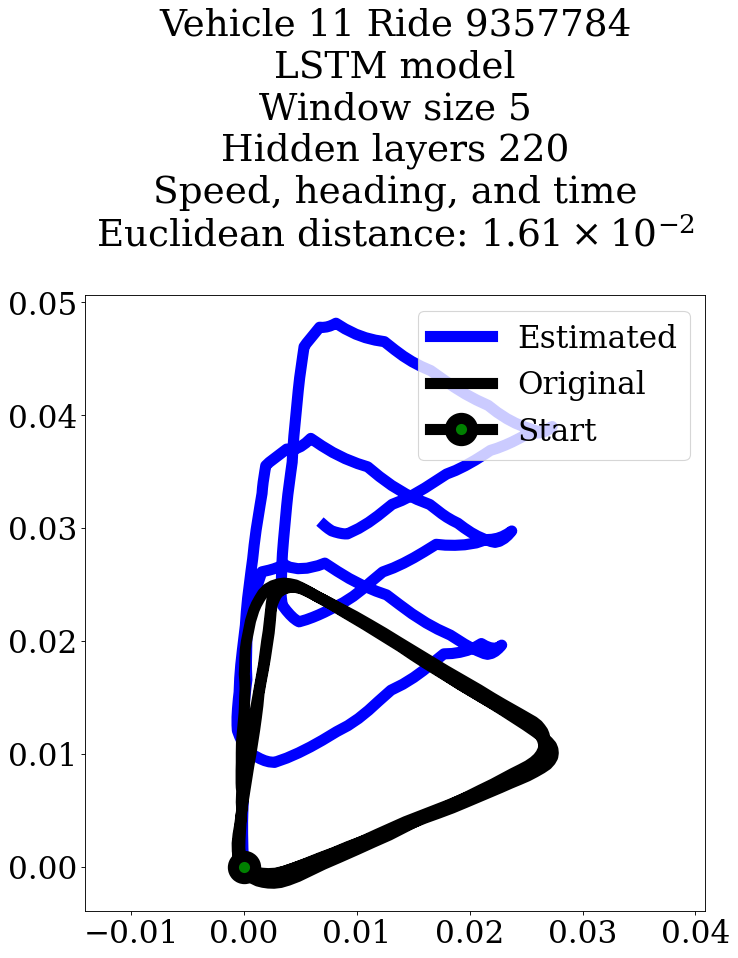 Vehicle 11 Ride 9357784
LSTM model
Window size 5
Hidden layers 220
Speed, heading, and time
Euclidean distance: 1.61 × 10⁻²
0.05
0.04
0.03
0.02
0.01
0.00
Estimated
Original
Start
−0.01 0.00 0.01 0.02 0.03 0.04